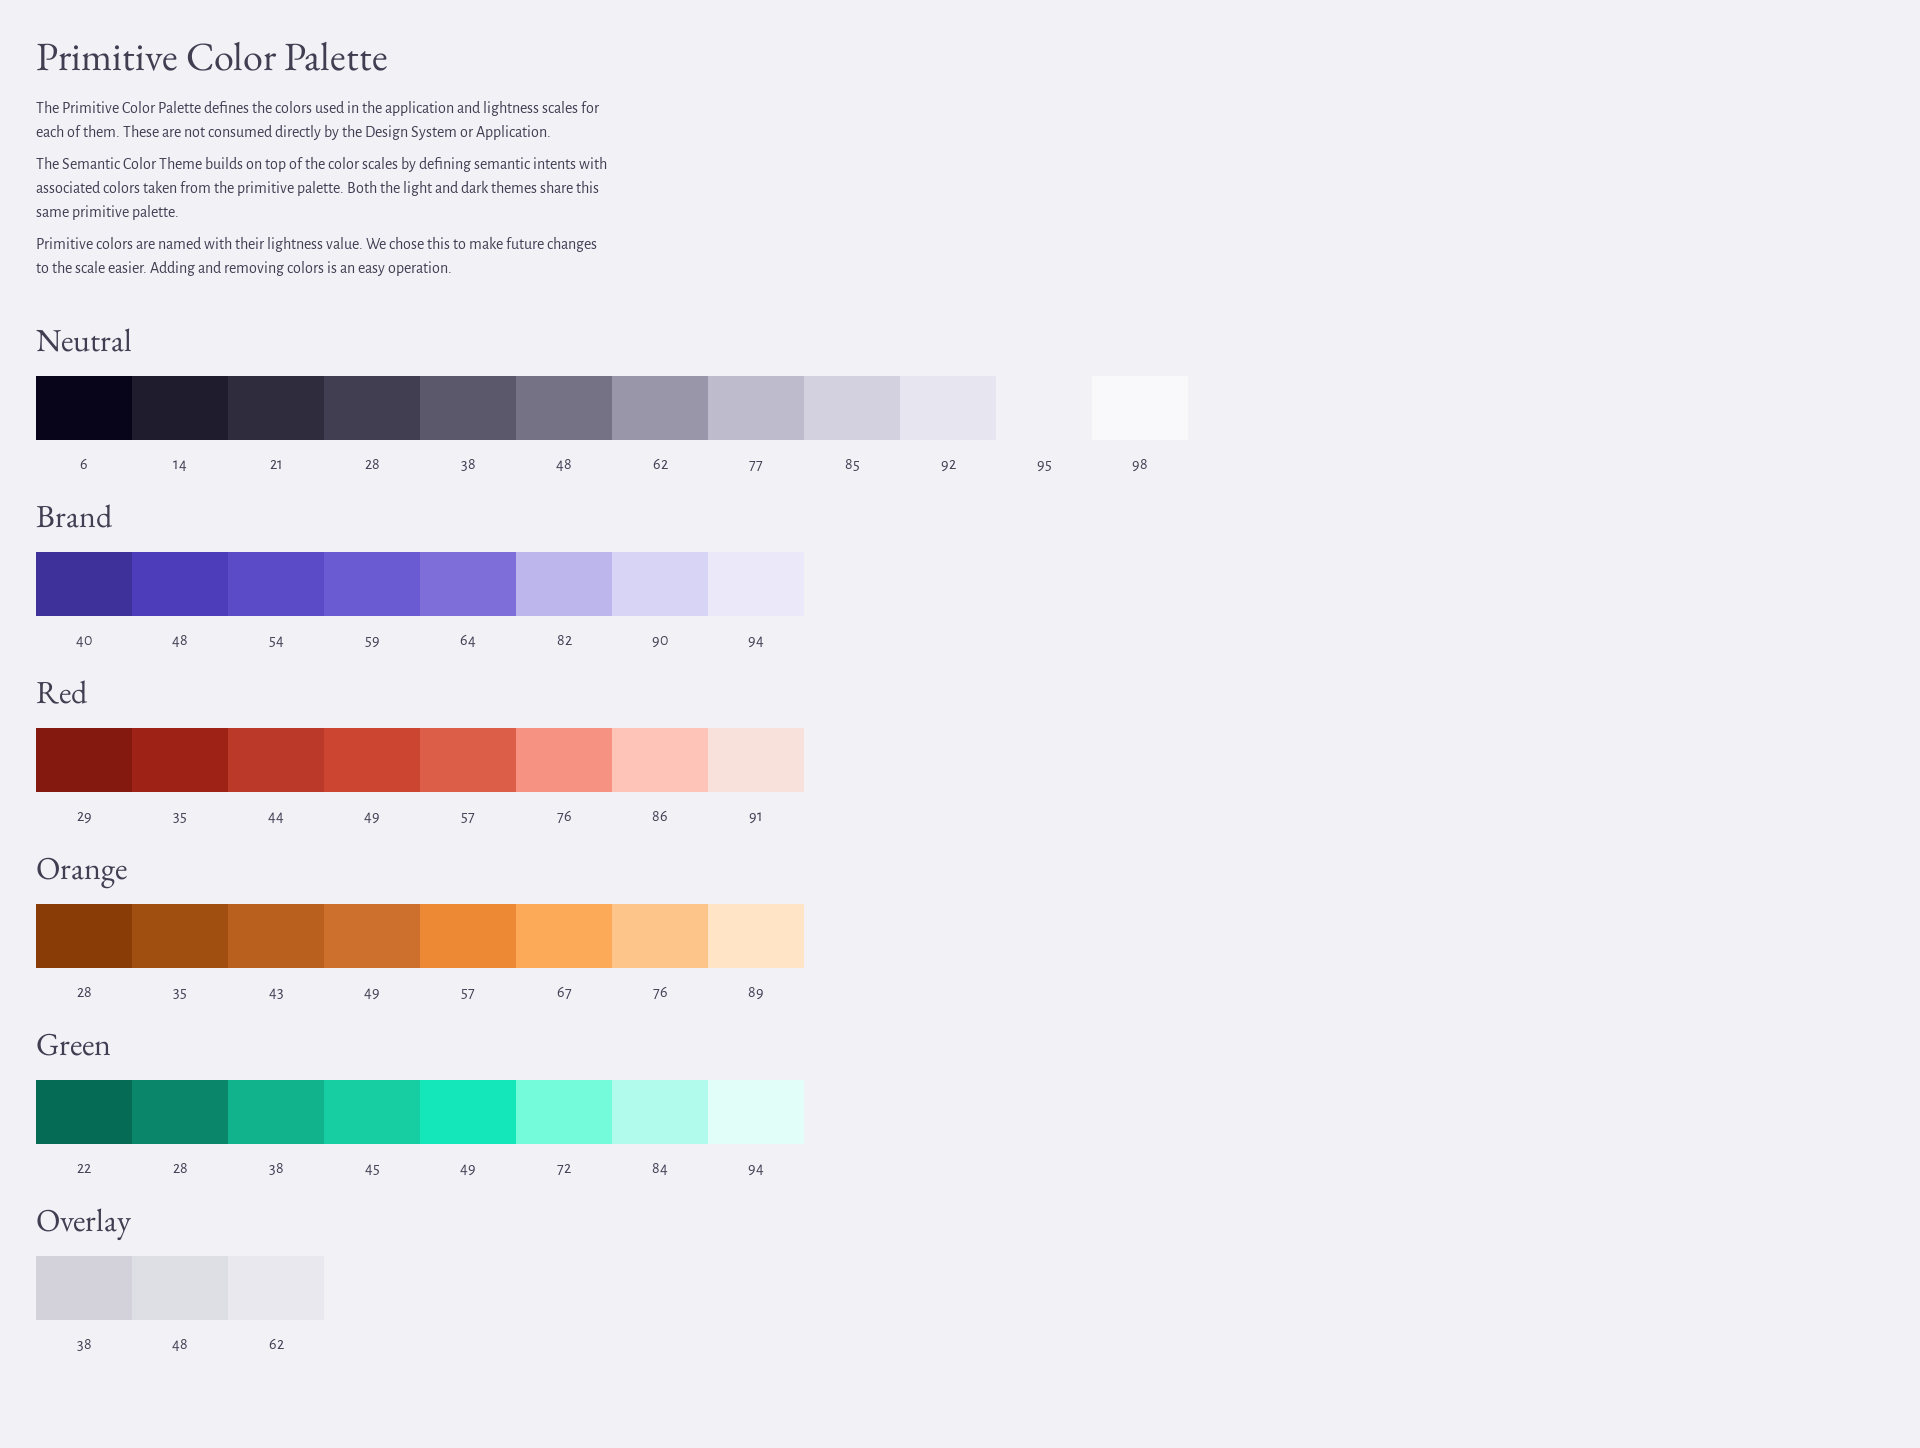 Primitive Color Palette
The Primitive Color Palette defines the colors used in the application and lightness scales for
each of them. These are not consumed directly by the Design System or Application.
The Semantic Color Theme builds on top of the color scales by defining semantic intents with
associated colors taken from the primitive palette. Both the light and dark themes share this
same primitive palette.
Primitive colors are named with their lightness value. We chose this to make future changes
to the scale easier. Adding and removing colors is an easy operation.
Neutral
6 14 21 28 38 48 62 77 85 92 95 98
Brand
40 48 54 59 64 82 90 94
Red
29 35 44 49 57 76 86 91
Orange
28 35 43 49 57 67 76 89
Green
22 28 38 45 49 72 84 94
Overlay
38 48 62